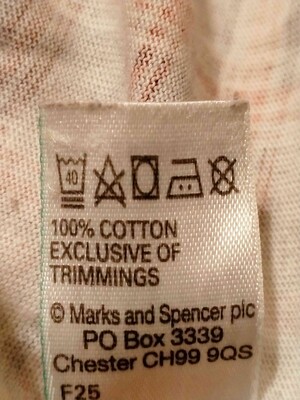 40
100% COTTON
EXCLUSIVE OF
TRIMMINGS
© Marks and Spencer plc
PO Box 3339
Chester CH99 9QS
F25